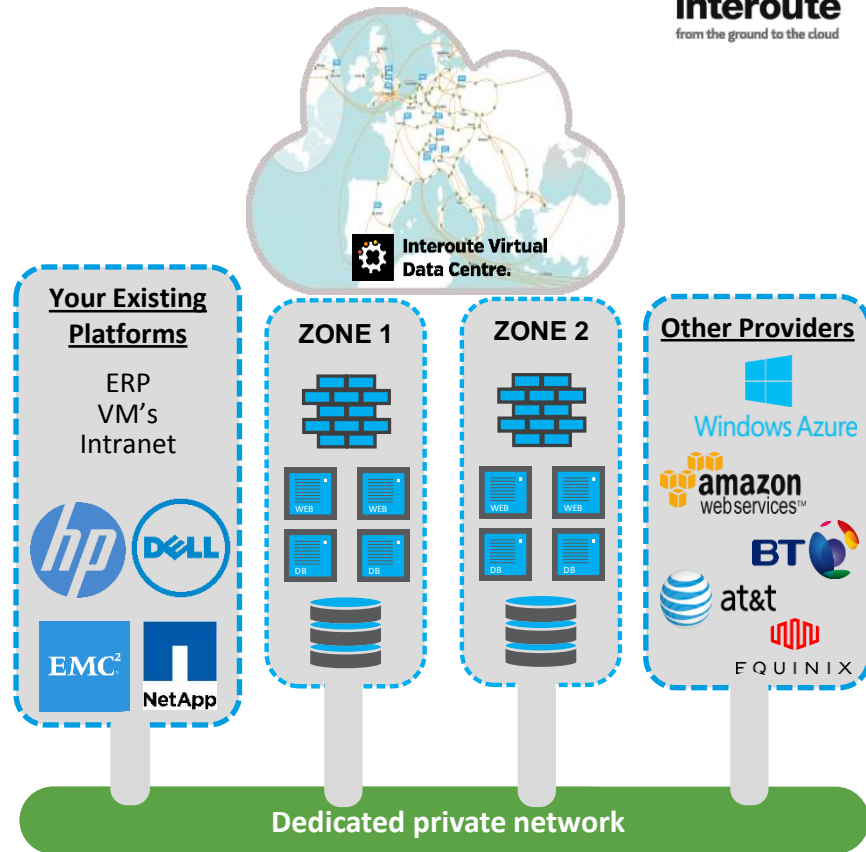 interoute
from the ground to the cloud
Interoute Virtual
Data Centre.
Your Existing
Platforms
ERP
VM's
Intranet
hp
DELL
EMC²
NetApp
ZONE 1
WEB WEB
DB DB
ZONE 2
WEB WEB
DB DB
Other Providers
Windows Azure
amazon
webservices™
BT
at&t
EQUINIX
Dedicated private network